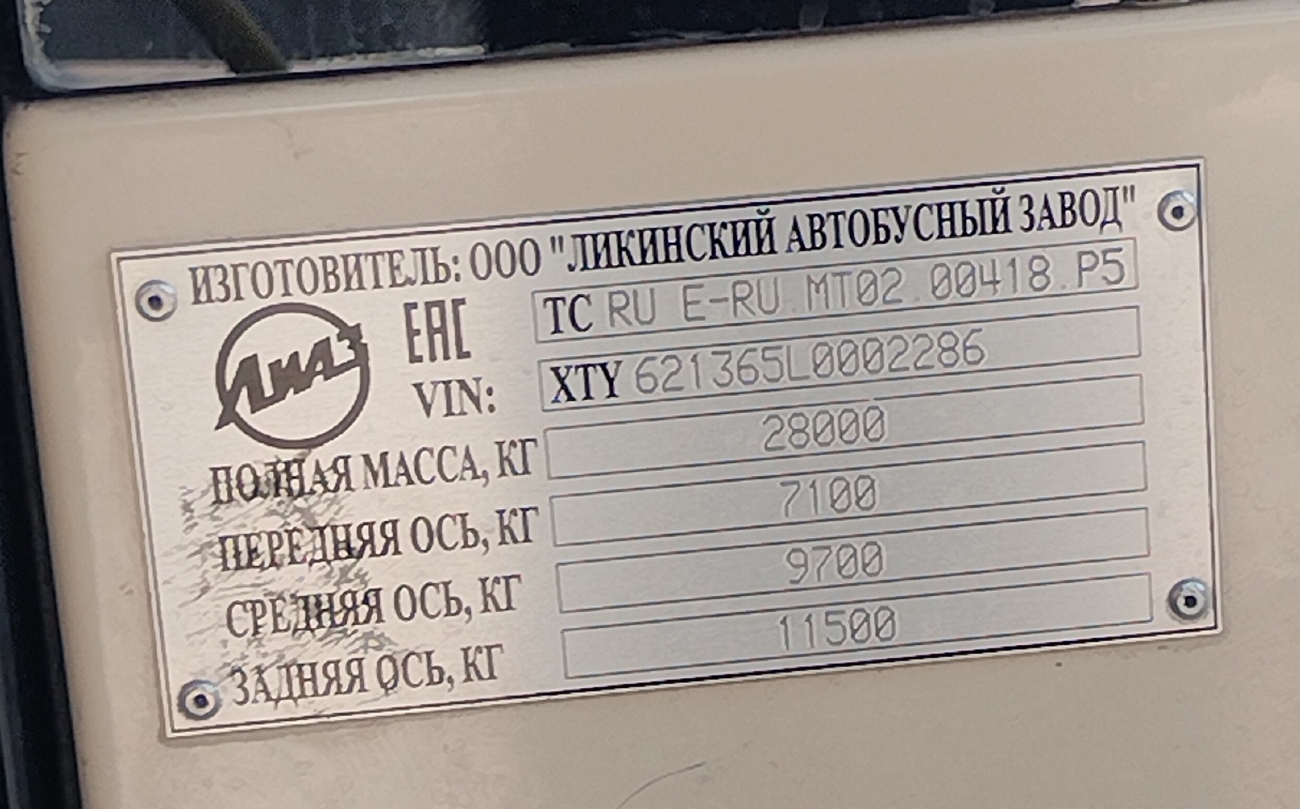 ИЗГОТОВИТЕЛЬ: ООО "ЛИКИНСКИЙ АВТОБУСНЫЙ ЗАВОД"
ЛиАЗ
ЕАС
ТС RU E-RU.MT02.00418.P5
VIN: XTY 621365L0002286
ПОЛНАЯ МАССА, КГ 28000
ПЕРЕДНЯЯ ОСЬ, КГ 7100
СРЕДНЯЯ ОСЬ, КГ 9700
ЗАДНЯЯ ОСЬ, КГ 11500